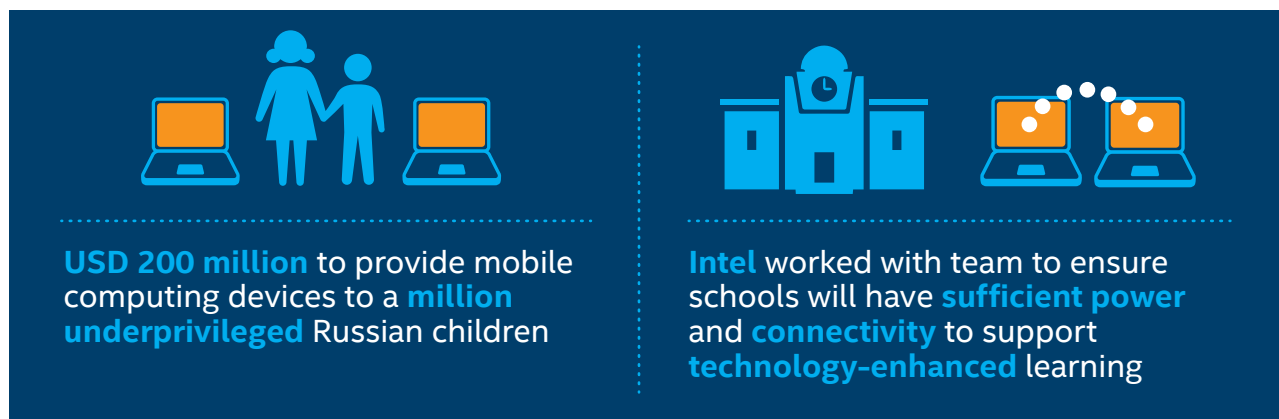 USD 200 million to provide mobile
computing devices to a million
underprivileged Russian children
Intel worked with team to ensure
schools will have sufficient power
and connectivity to support
technology-enhanced learning